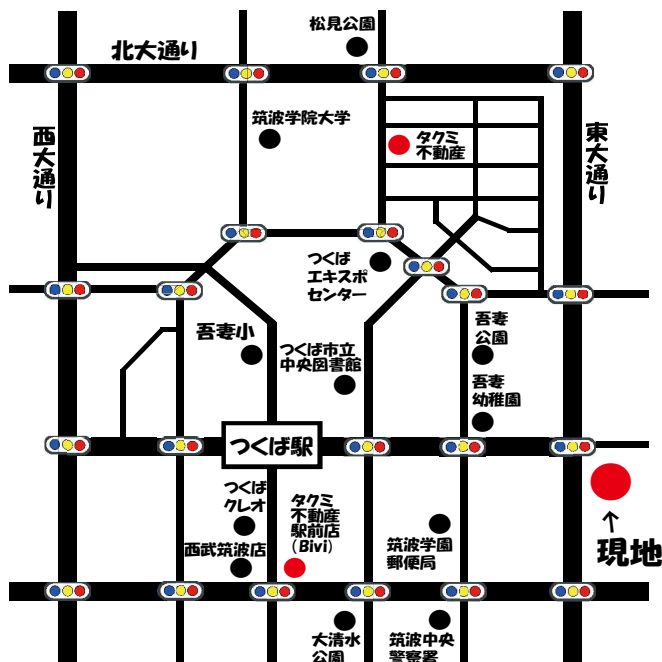 松見公園
北大通り
筑波学院大学
タクミ
不動産
西大通り
東大通り
つくば
エキスポ
センター
吾妻
公園
吾妻小
つくば市立
中央図書館
吾妻
幼稚園
つくば駅
つくば
クレオ
タクミ
不動産
駅前店
(Bivi)
西武筑波店
筑波学園
郵便局
↑
現地
大清水
公園
筑波中央
警察署